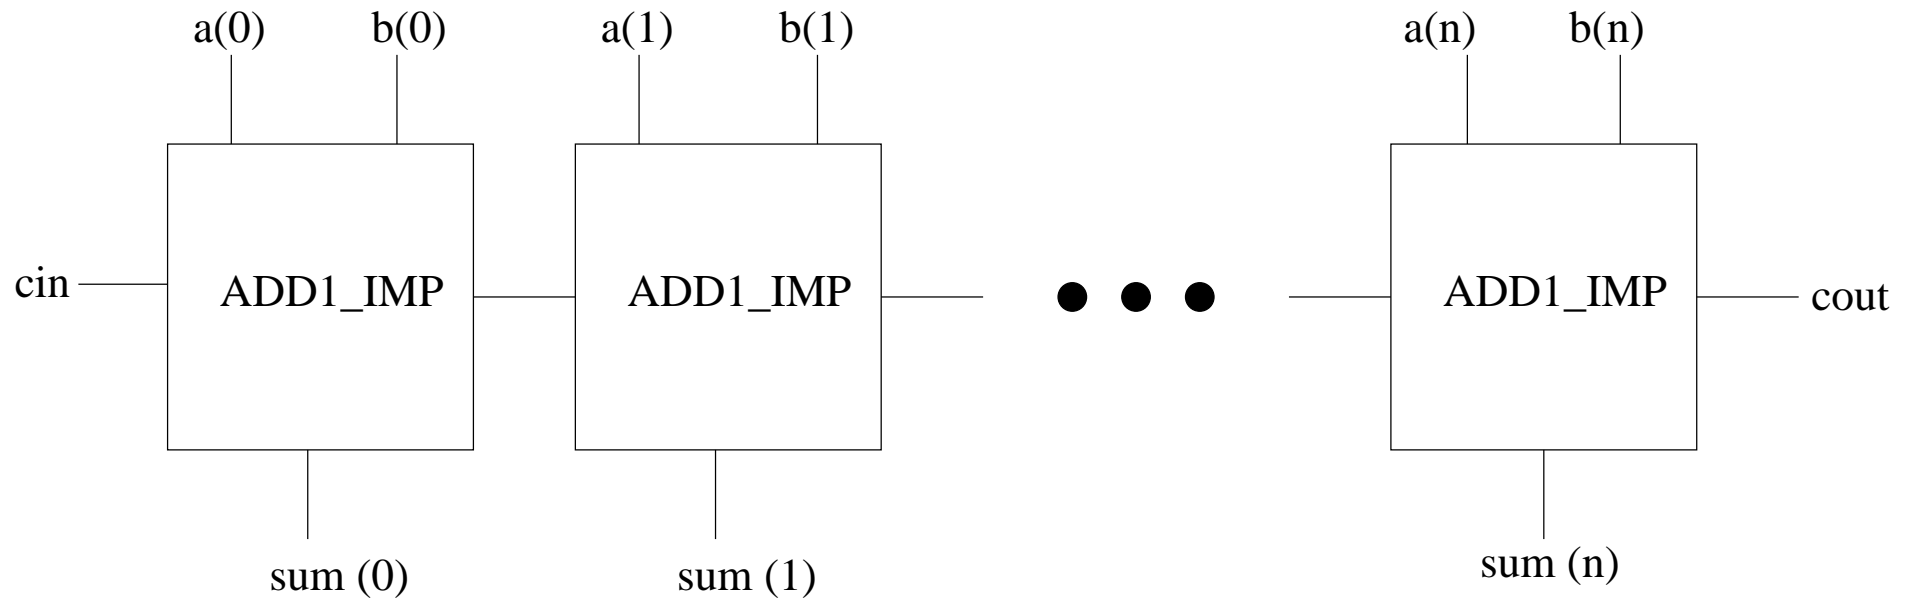 a(0) b(0) a(1) b(1) a(n) b(n)
cin ADD1_IMP ADD1_IMP ADD1_IMP cout
sum (0) sum (1) sum (n)